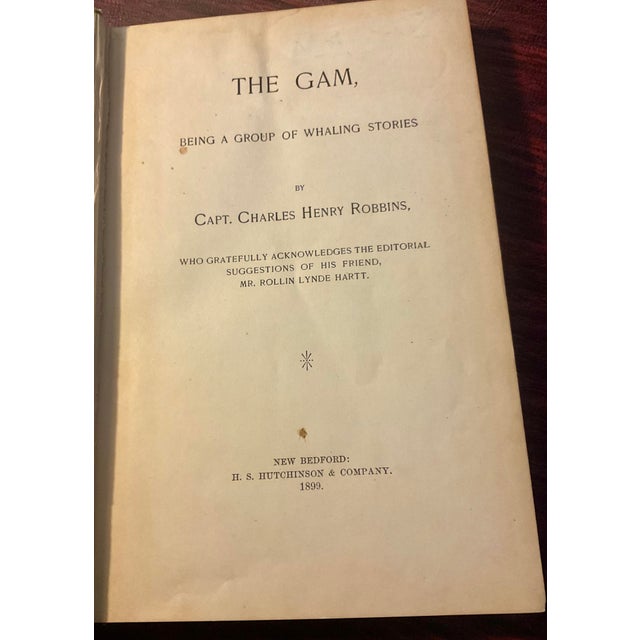 THE GAM,
BEING A GROUP OF WHALING STORIES
BY
CAPT. CHARLES HENRY ROBBINS,
WHO GRATEFULLY ACKNOWLEDGES THE EDITORIAL
SUGGESTIONS OF HIS FRIEND,
MR. ROLLIN LYNDE HARTT.
NEW BEDFORD:
H. S. HUTCHINSON & COMPANY.
1899.